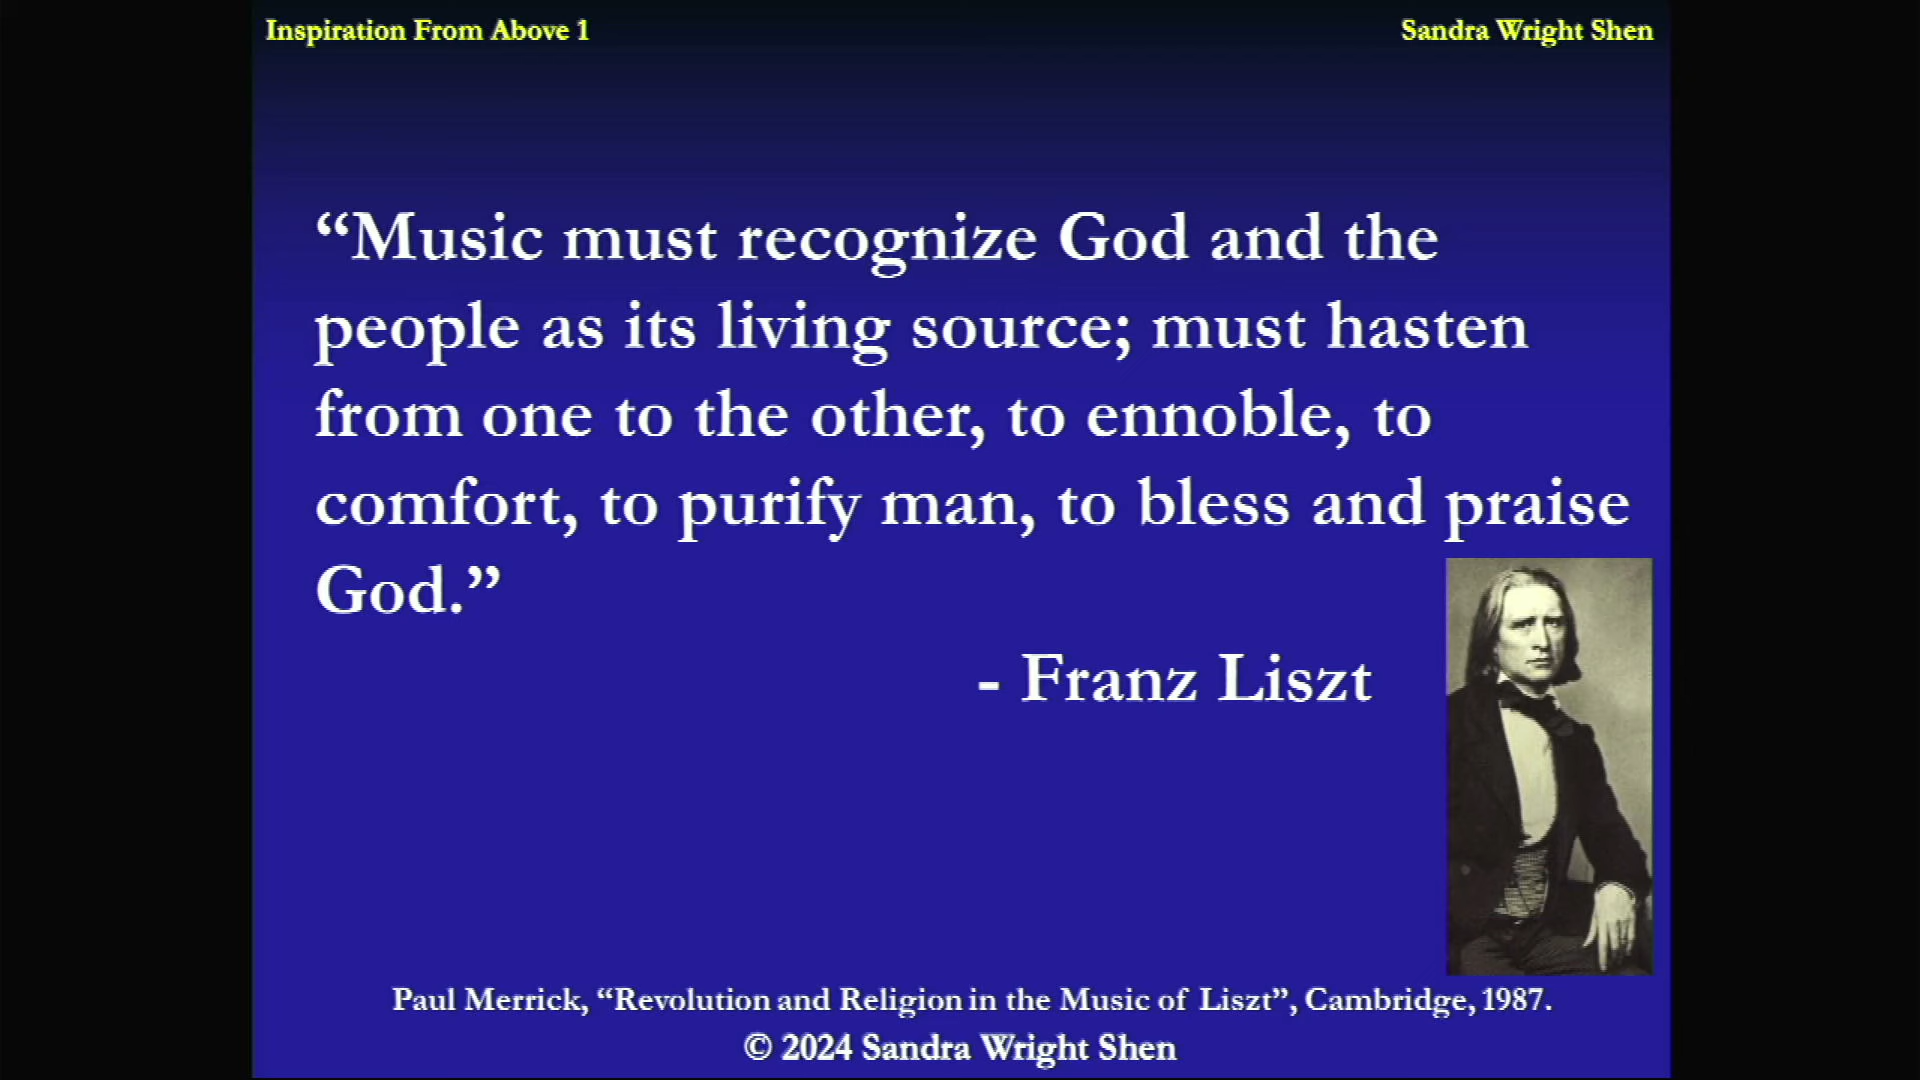 Inspiration From Above 1
Sandra Wright Shen
“Music must recognize God and the
people as its living source; must hasten
from one to the other, to ennoble, to
comfort, to purify man, to bless and praise
God.”
- Franz Liszt
Paul Merrick, “Revolution and Religion in the Music of Liszt”, Cambridge, 1987.
© 2024 Sandra Wright Shen